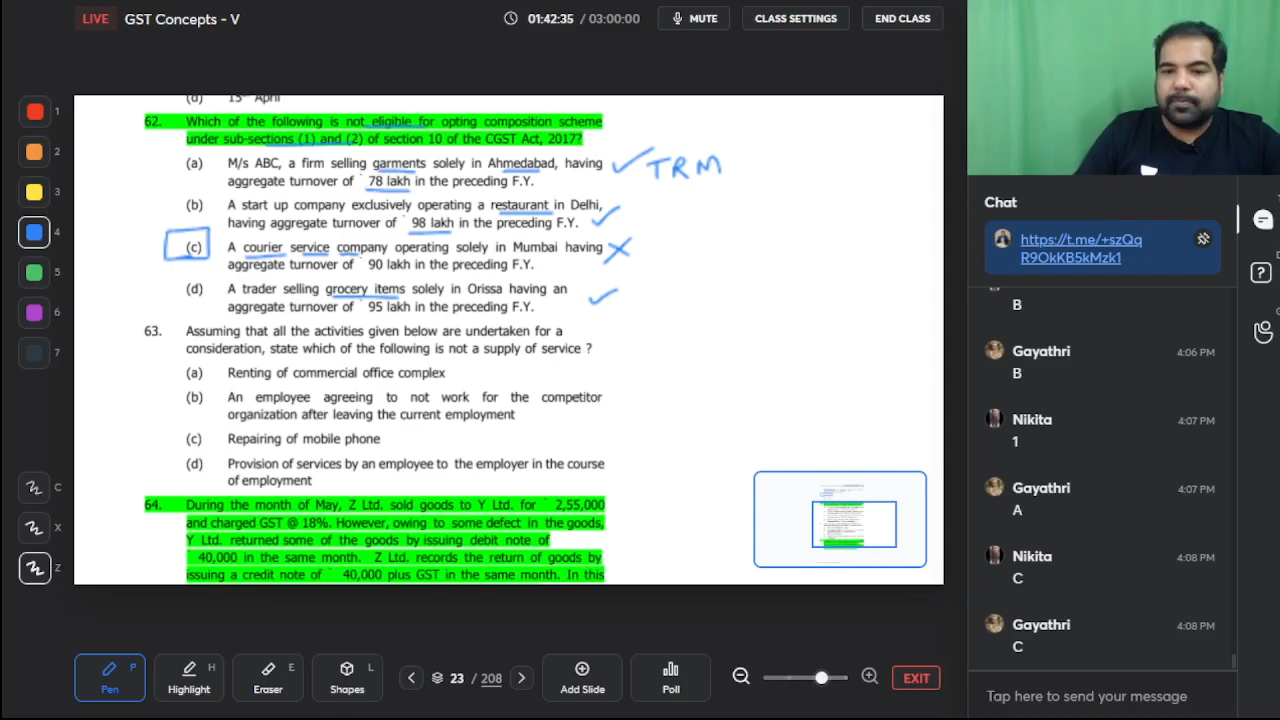 LIVE
GST Concepts - V
01:42:35 / 03:00:00
MUTE
CLASS SETTINGS
END CLASS
1
2
3
4
5
6
7
C
X
Z
(d) 15th April
62. Which of the following is not eligible for opting composition scheme
under sub-sections (1) and (2) of section 10 of the CGST Act, 2017?
(a) M/s ABC, a firm selling garments solely in Ahmedabad, having
aggregate turnover of ` 78 lakh in the preceding F.Y.
TRM
(b) A start up company exclusively operating a restaurant in Delhi,
having aggregate turnover of ` 98 lakh in the preceding F.Y.
(c) A courier service company operating solely in Mumbai having
aggregate turnover of ` 90 lakh in the preceding F.Y.
(d) A trader selling grocery items solely in Orissa having an
aggregate turnover of ` 95 lakh in the preceding F.Y.
63. Assuming that all the activities given below are undertaken for a
consideration, state which of the following is not a supply of service ?
(a) Renting of commercial office complex
(b) An employee agreeing to not work for the competitor
organization after leaving the current employment
(c) Repairing of mobile phone
(d) Provision of services by an employee to the employer in the course
of employment
64. During the month of May, Z Ltd. sold goods to Y Ltd. for ` 2,55,000
and charged GST @ 18%. However, owing to some defect in the goods,
Y Ltd. returned some of the goods by issuing debit note of
` 40,000 in the same month. Z Ltd. records the return of goods by
issuing a credit note of ` 40,000 plus GST in the same month. In this
Chat
https://t.me/+szQq
R9OkKB5kMzk1
B
Gayathri 4:06 PM
B
Nikita 4:07 PM
1
Gayathri 4:07 PM
A
Nikita 4:08 PM
C
Gayathri 4:08 PM
C
Tap here to send your message
P
Pen
H
Highlight
E
Eraser
L
Shapes
23 / 208
Add Slide
Poll
EXIT